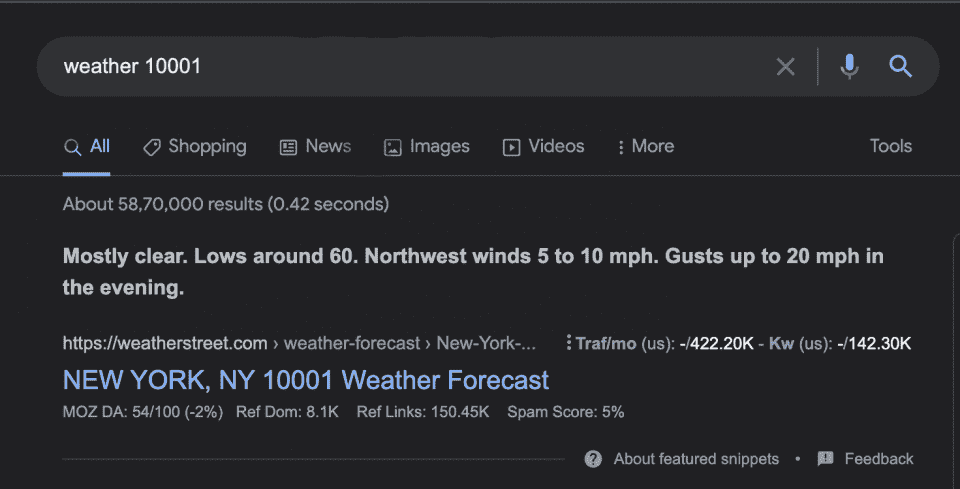 weather 10001
All Shopping News Images Videos More Tools
About 58,70,000 results (0.42 seconds)
Mostly clear. Lows around 60. Northwest winds 5 to 10 mph. Gusts up to 20 mph in
the evening.
https://weatherstreet.com › weather-forecast › New-York-... Traf/mo (us): -/422.20K - Kw (us): -/142.30K
NEW YORK, NY 10001 Weather Forecast
MOZ DA: 54/100 (-2%) Ref Dom: 8.1K Ref Links: 150.45K Spam Score: 5%
About featured snippets • Feedback